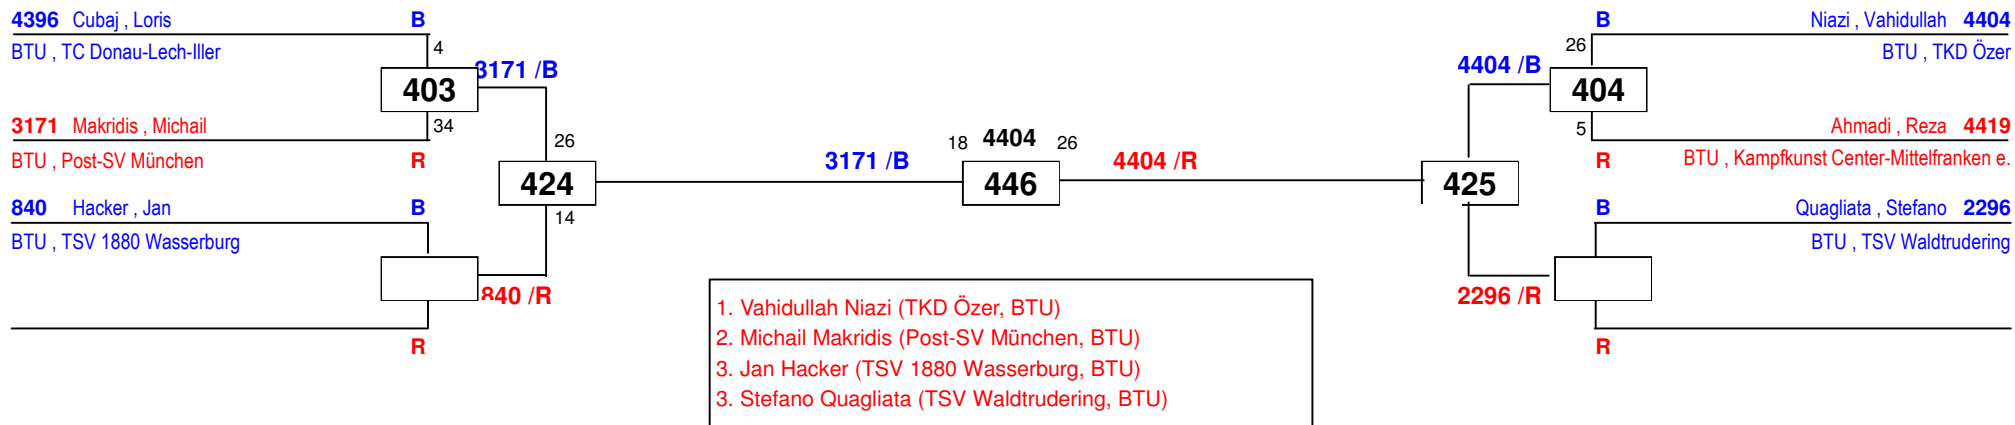 4396 Cubaj , Loris B
BTU , TC Donau-Lech-Iller
4
403
3171 /B
34
3171 Makridis , Michail
BTU , Post-SV München R
26
424
14
840 Hacker , Jan B
BTU , TSV 1880 Wasserburg
840 /R
R
3171 /B
18 4404 26
446
4404 /R
B Niazi , Vahidullah 4404
26
BTU , TKD Özer
4404 /B
404
5
Ahmadi , Reza 4419
R BTU , Kampfkunst Center-Mittelfranken e.
425
B Quagliata , Stefano 2296
BTU , TSV Waldtrudering
2296 /R
R
1. Vahidullah Niazi (TKD Özer, BTU)
2. Michail Makridis (Post-SV München, BTU)
3. Jan Hacker (TSV 1880 Wasserburg, BTU)
3. Stefano Quagliata (TSV Waldtrudering, BTU)